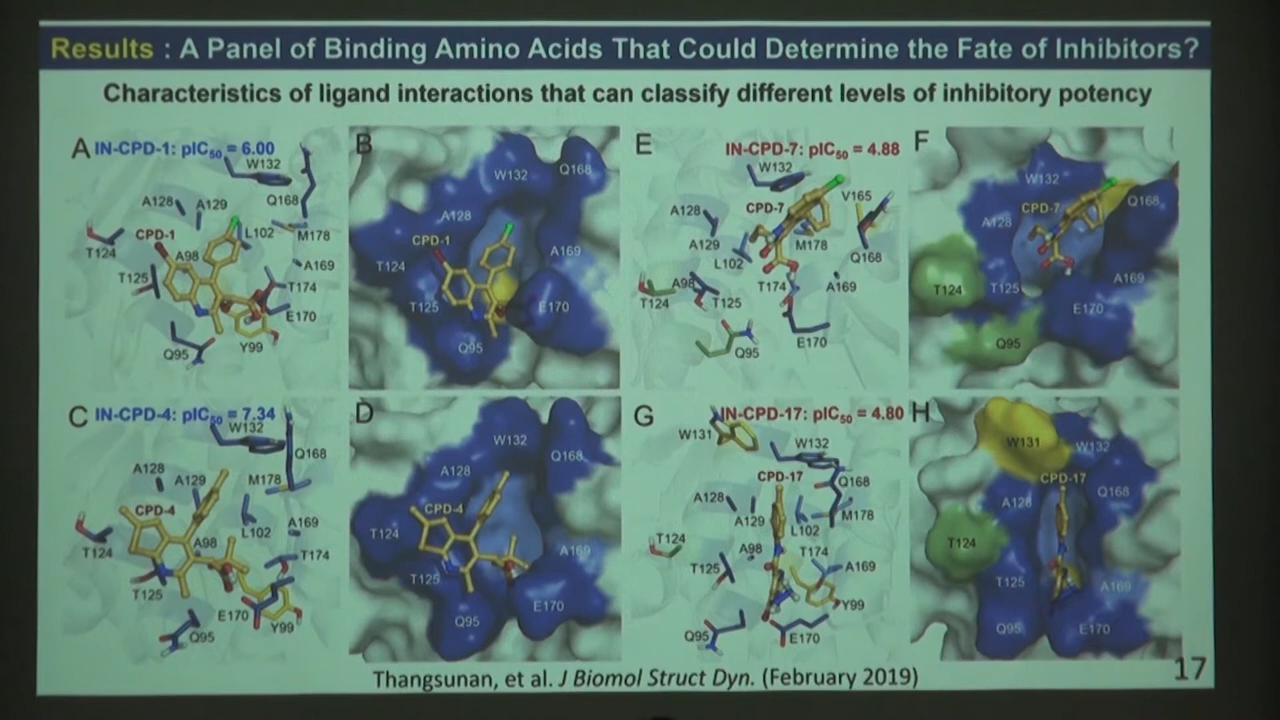 Results : A Panel of Binding Amino Acids That Could Determine the Fate of Inhibitors?
Characteristics of ligand interactions that can classify different levels of inhibitory potency
A IN-CPD-1: pIC50 = 6.00
W132
Q168
A128
A129
CPD-1
L102
M178
T124
A98
A169
T125
T174
E170
Q95
Y99
B
W132
Q168
A128
CPD-1
A169
T124
T125
E170
Q95
E
IN-CPD-7: pIC50 = 4.88
W132
V165
A128
CPD-7
A129
M178
L102
Q168
A98
T174
A169
T124
T125
E170
Q95
F
W132
CPD-7
Q168
A128
A169
T124
T125
E170
Q95
C IN-CPD-4: pIC50 = 7.34
W132
Q168
A128
A129
M178
CPD-4
L102
A169
T124
A98
T174
T125
E170
Y99
Q95
D
W132
Q168
A128
CPD-4
T124
A169
T125
E170
Q95
G IN-CPD-17: pIC50 = 4.80
W131
W132
CPD-17
Q168
A128
A129
L102
M178
T124
A98
T174
T125
A169
Y99
Q95
E170
H
W131
W132
CPD-17
A128
Q168
T124
T125
A169
Q95
E170
Thangsunan, et al. J Biomol Struct Dyn. (February 2019)
17